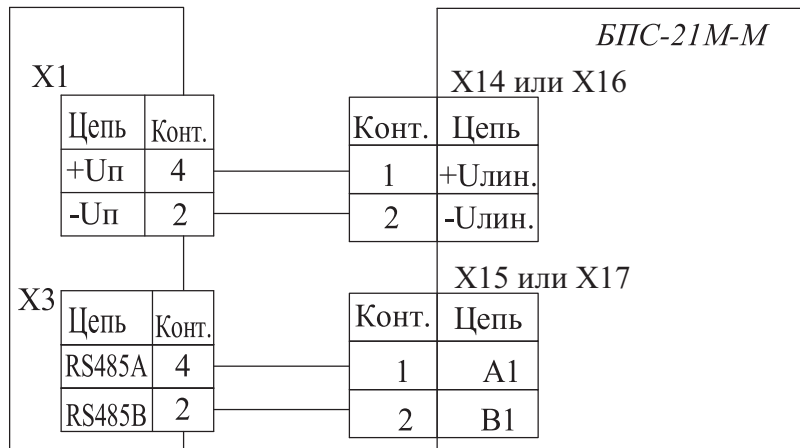 БПС-21М-М
X1
X14 или X16
Цепь Конт.
Конт. Цепь
+Uп 4
1 +Uлин.
-Uп 2
2 -Uлин.
X3
X15 или X17
Цепь Конт.
Конт. Цепь
RS485A 4
1 A1
RS485B 2
2 B1